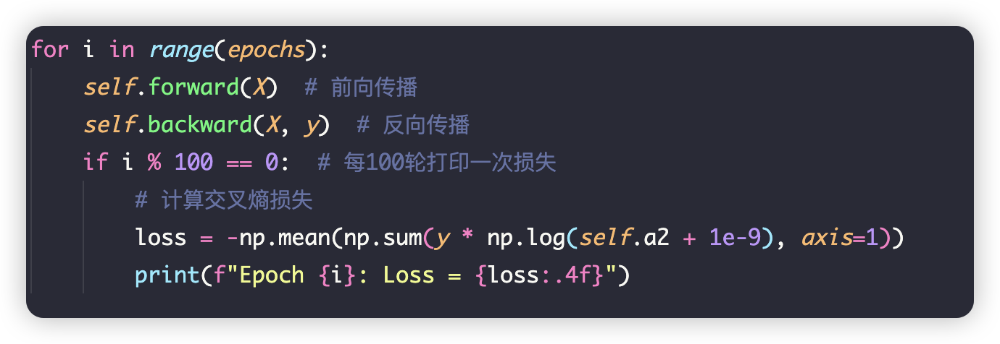 for i in range(epochs):
    self.forward(X)  # 前向传播
    self.backward(X, y)  # 反向传播
    if i % 100 == 0:  # 每100轮打印一次损失
        # 计算交叉熵损失
        loss = -np.mean(np.sum(y * np.log(self.a2 + 1e-9), axis=1))
        print(f"Epoch {i}: Loss = {loss:.4f}")